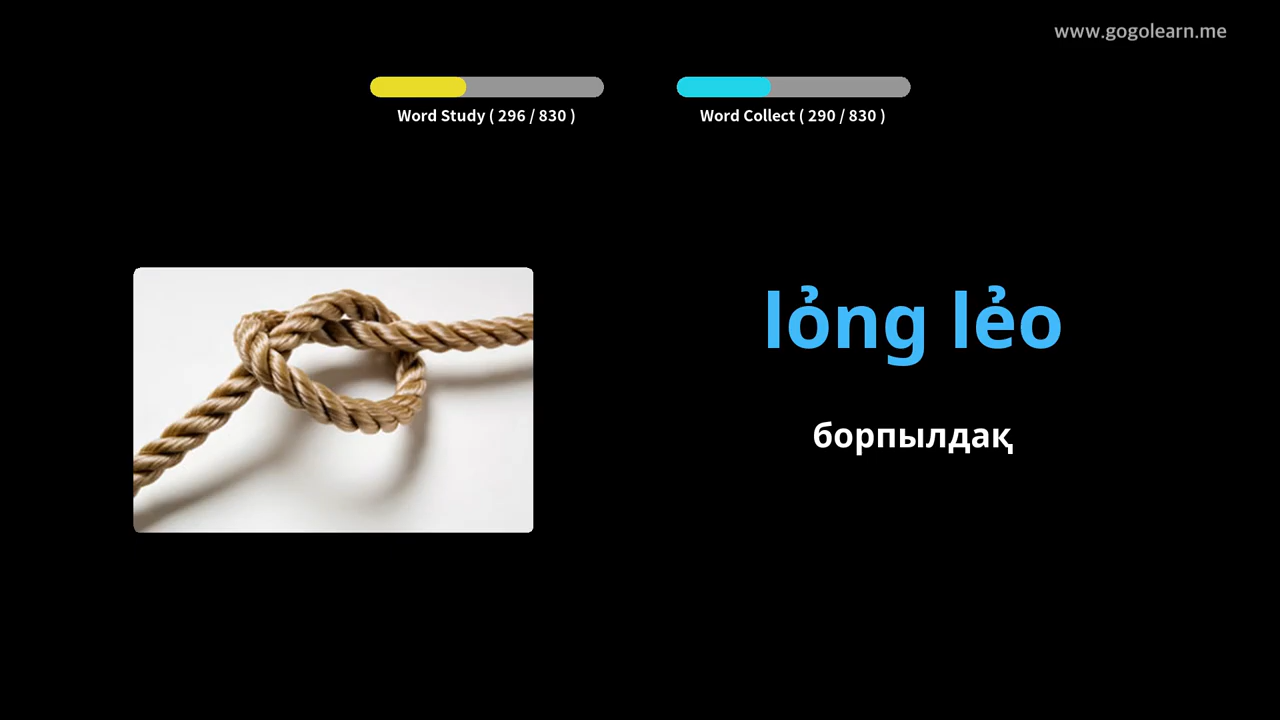 www.gogolearn.me
Word Study ( 296 / 830 )
Word Collect ( 290 / 830 )
lỏng lẻo
борпылдақ